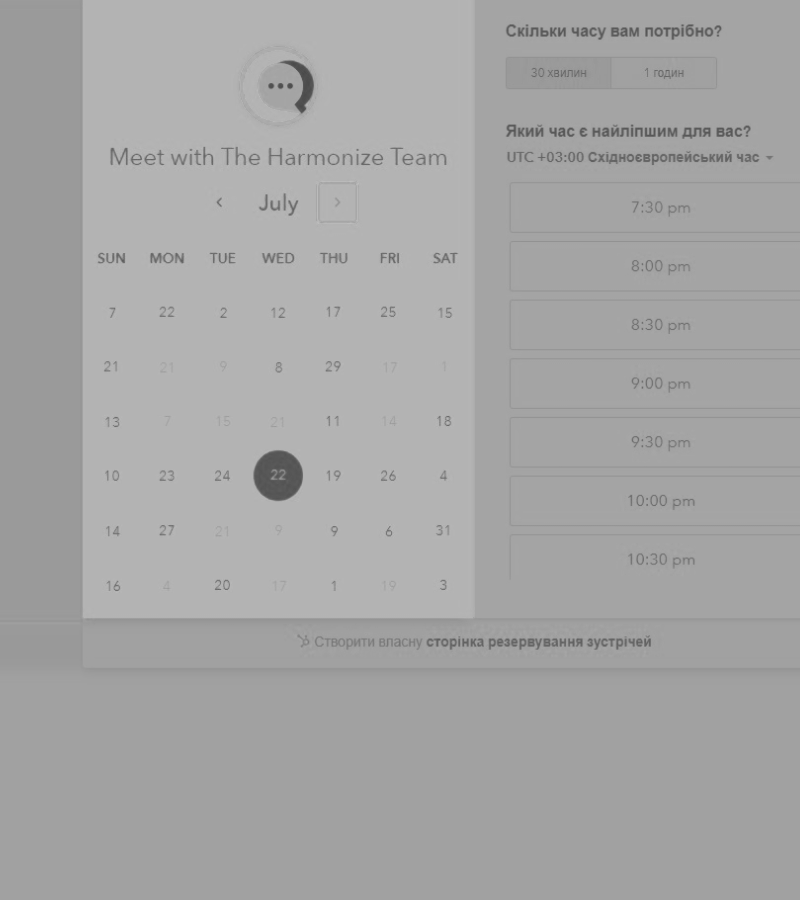 Meet with The Harmonize Team
July
SUN MON TUE WED THU FRI SAT
7 22 2 12 17 25 15
21 21 9 8 29 17 1
13 7 15 21 11 14 18
10 23 24 22 19 26 4
14 27 21 9 9 6 31
16 4 20 17 1 19 3
Скільки часу вам потрібно?
30 хвилин 1 годин
Який час є найліпшим для вас?
UTC +03:00 Східноєвропейський час
7:30 pm
8:00 pm
8:30 pm
9:00 pm
9:30 pm
10:00 pm
10:30 pm
Створити власну сторінка резервування зустрічей